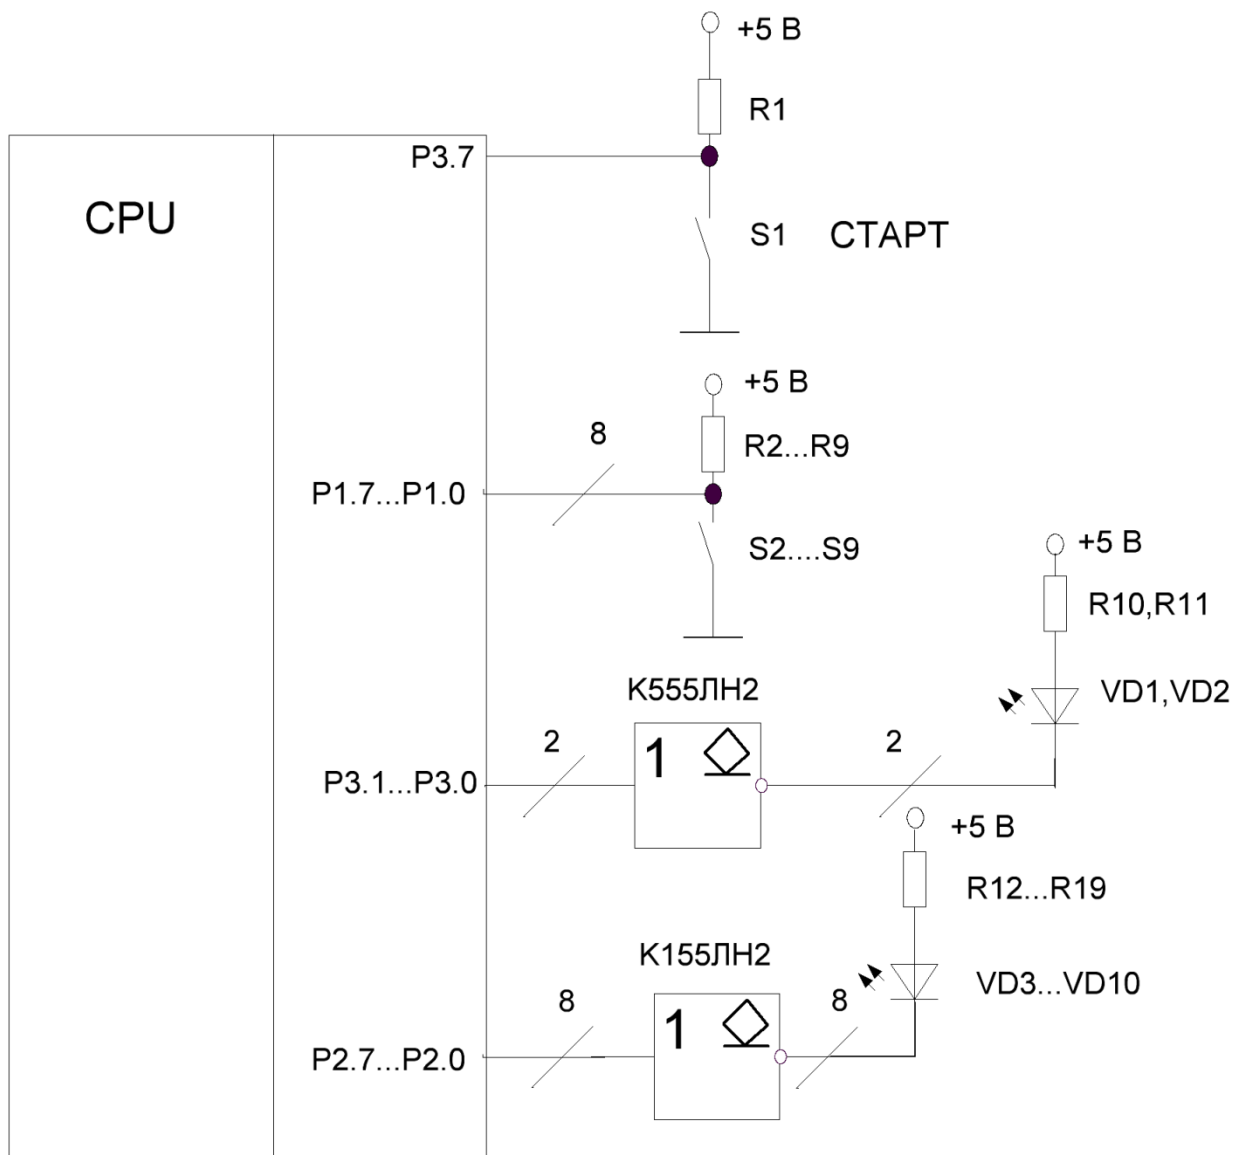 +5 В
R1
P3.7
CPU
S1 СТАРТ
+5 В
8
R2...R9
P1.7...P1.0
S2....S9
+5 В
R10,R11
К555ЛН2
VD1,VD2
2
2
1
P3.1...P3.0
+5 В
R12...R19
К155ЛН2
VD3...VD10
8
8
1
P2.7...P2.0